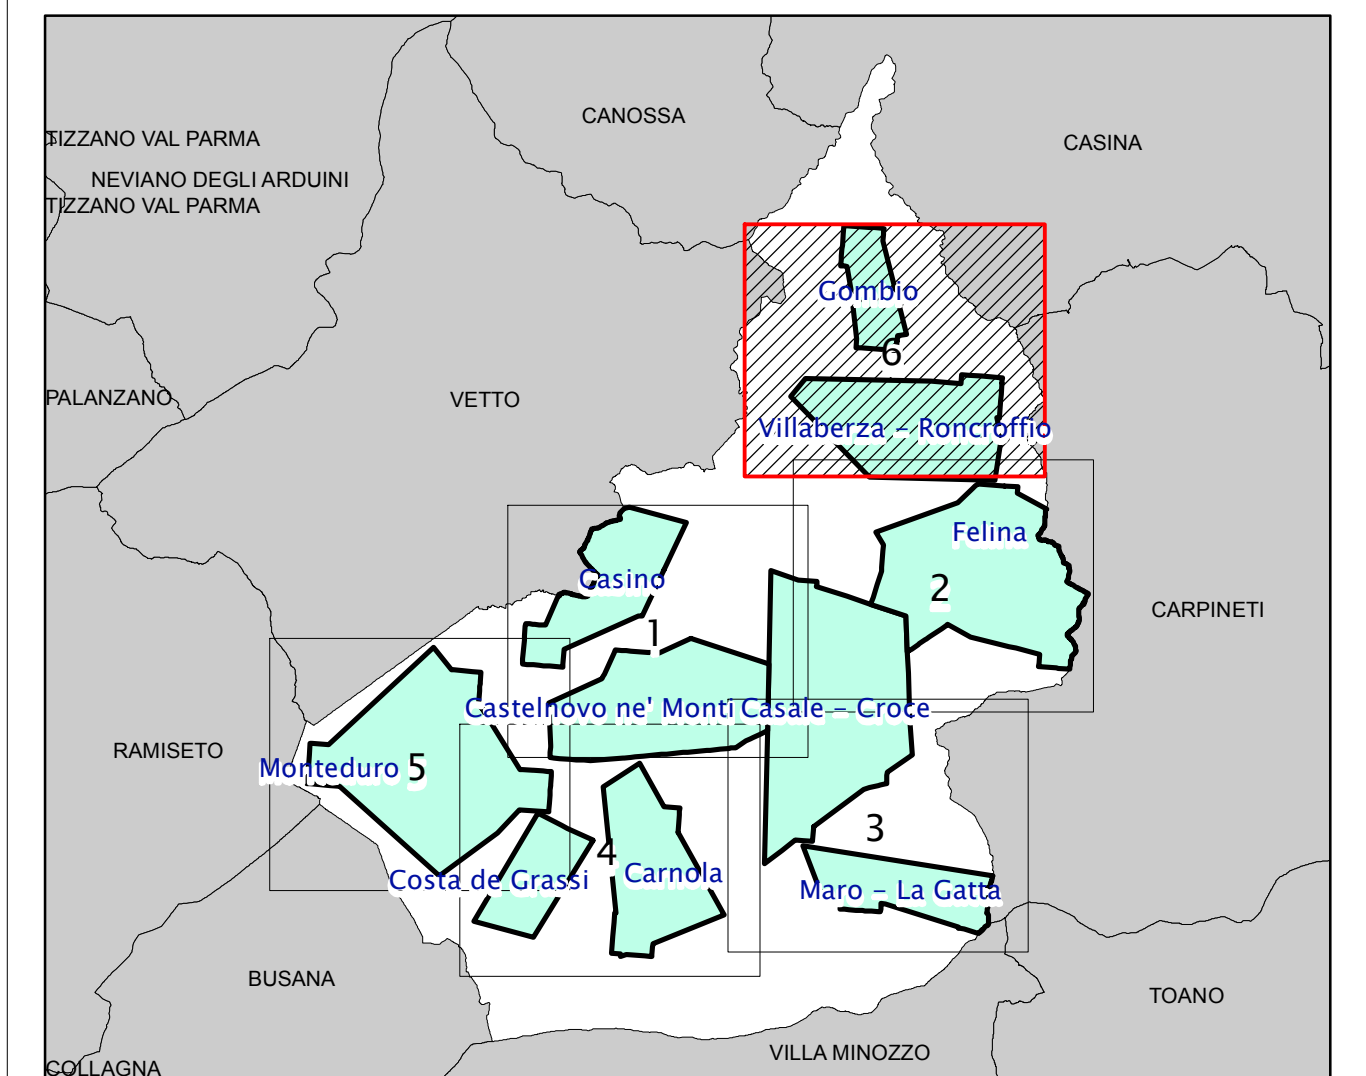 CANOSSA
TIZZANO VAL PARMA
CASINA
NEVIANO DEGLI ARDUINI
TIZZANO VAL PARMA
Gombio
6
PALANZANO
VETTO
Villaberza - Roncroffio
Felina
Casino
2
CARPINETI
1
Castelnovo ne' Monti
Casale - Croce
RAMISETO
Monteduro
5
3
4
Costa de Grassi
Carnola
Maro - La Gatta
BUSANA
TOANO
VILLA MINOZZO
COLLAGNA